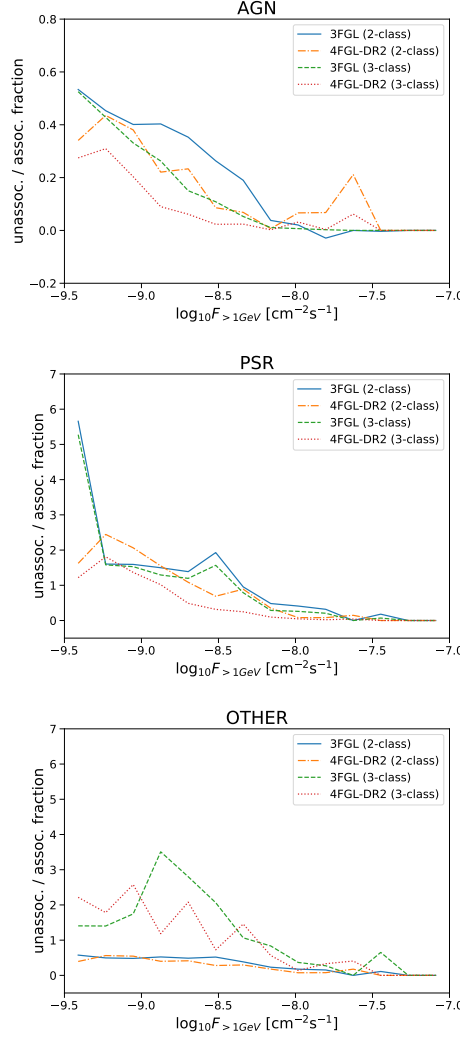 AGN
0.8
0.6
0.4
0.2
0.0
−0.2
unassoc. / assoc. fraction
3FGL (2-class)
4FGL-DR2 (2-class)
3FGL (3-class)
4FGL-DR2 (3-class)
−9.5 −9.0 −8.5 −8.0 −7.5 −7.0
log₁₀F>1GeV [cm⁻²s⁻¹]
PSR
7
6
5
4
3
2
1
0
unassoc. / assoc. fraction
3FGL (2-class)
4FGL-DR2 (2-class)
3FGL (3-class)
4FGL-DR2 (3-class)
−9.5 −9.0 −8.5 −8.0 −7.5 −7.0
log₁₀F>1GeV [cm⁻²s⁻¹]
OTHER
7
6
5
4
3
2
1
0
unassoc. / assoc. fraction
3FGL (2-class)
4FGL-DR2 (2-class)
3FGL (3-class)
4FGL-DR2 (3-class)
−9.5 −9.0 −8.5 −8.0 −7.5 −7.0
log₁₀F>1GeV [cm⁻²s⁻¹]